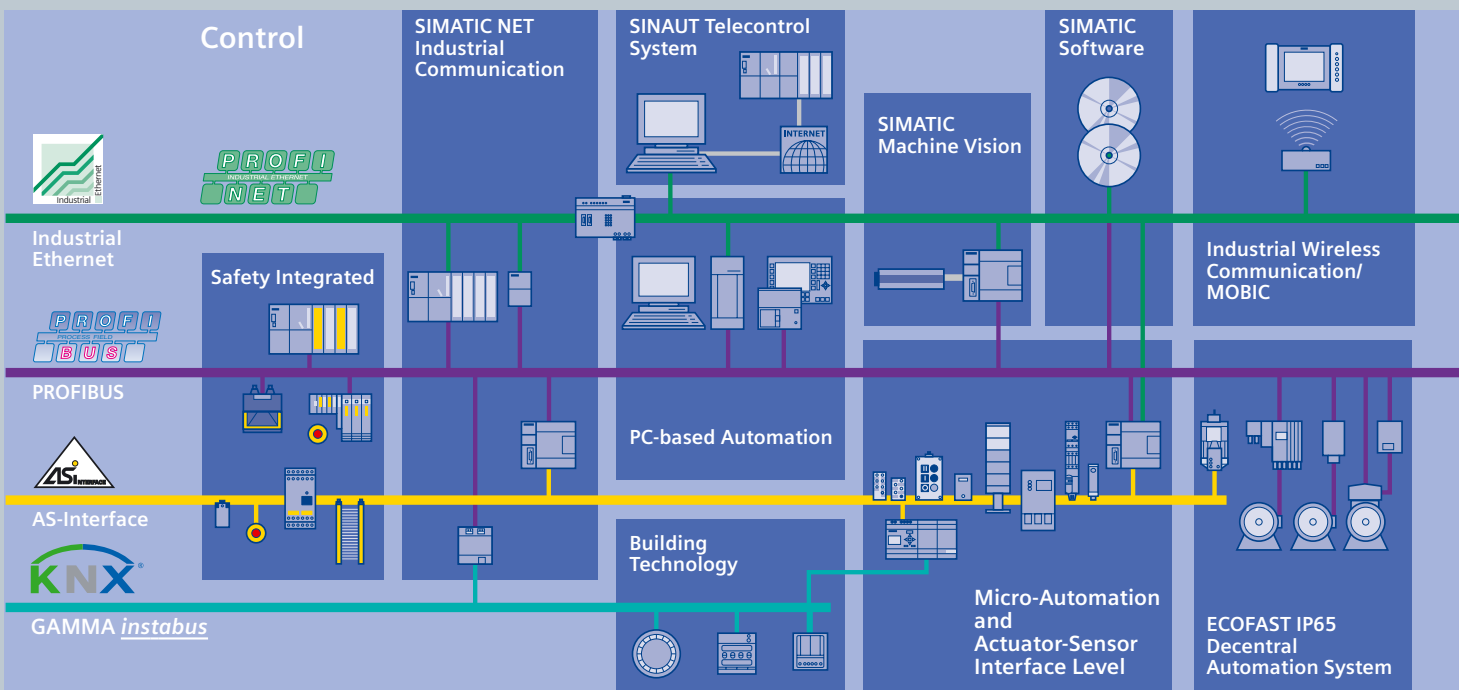 Control
SIMATIC NET
Industrial
Communication
SINAUT Telecontrol
System
INTERNET
SIMATIC
Machine Vision
SIMATIC
Software
Industrial
Ethernet
PROFI
INDUSTRIAL ETHERNET
NET
Industrial
Ethernet
Safety Integrated
Industrial Wireless
Communication/
MOBIC
PROFI
PROCESS FIELD
BUS
PROFIBUS
PC-based Automation
ASi INTERFACE
AS-Interface
KNX®
GAMMA instabus
Building
Technology
Micro-Automation
and
Actuator-Sensor
Interface Level
ECOFAST IP65
Decentral
Automation System